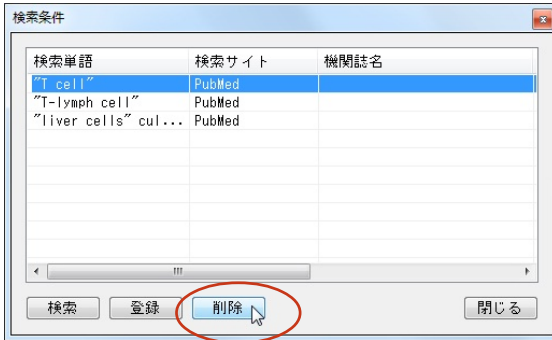 検索条件
検索単語 検索サイト 機関誌名
"T cell" PubMed
"T-lymph cell" PubMed
"liver cells" cul... PubMed
検索 登録 削除 閉じる